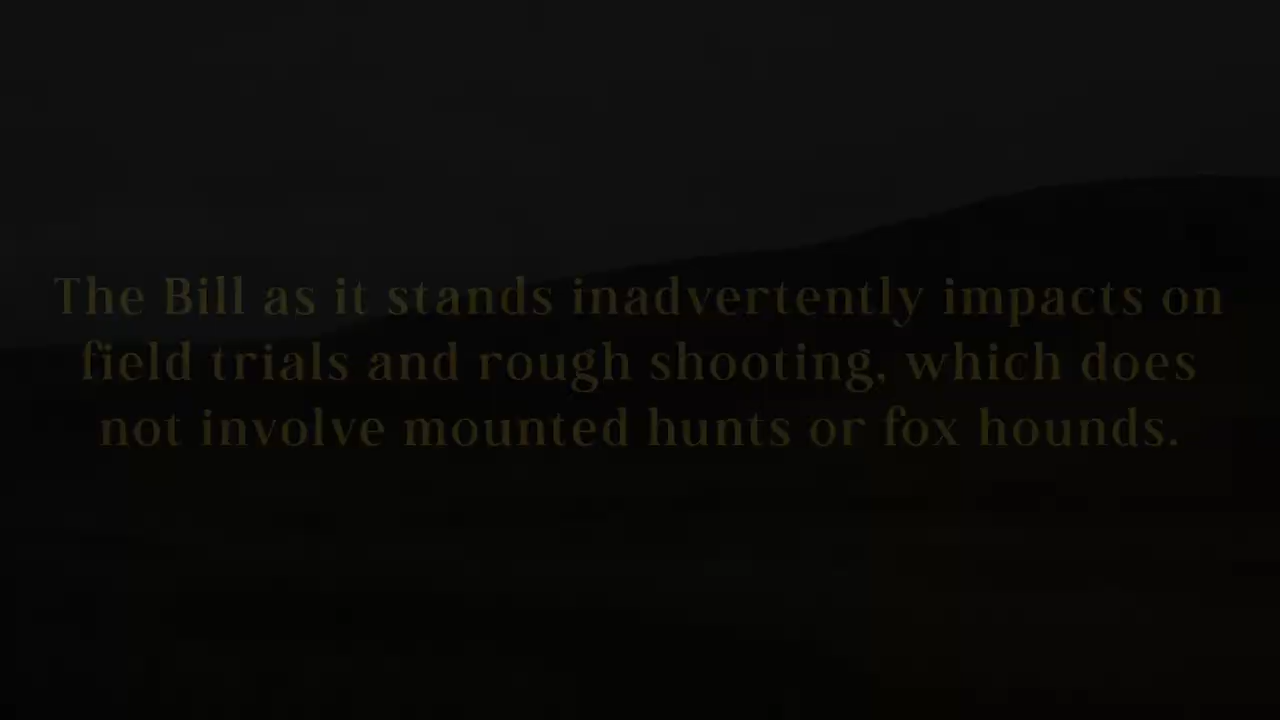 The Bill as it stands inadvertently impacts on
field trials and rough shooting, which does
not involve mounted hunts or fox hounds.